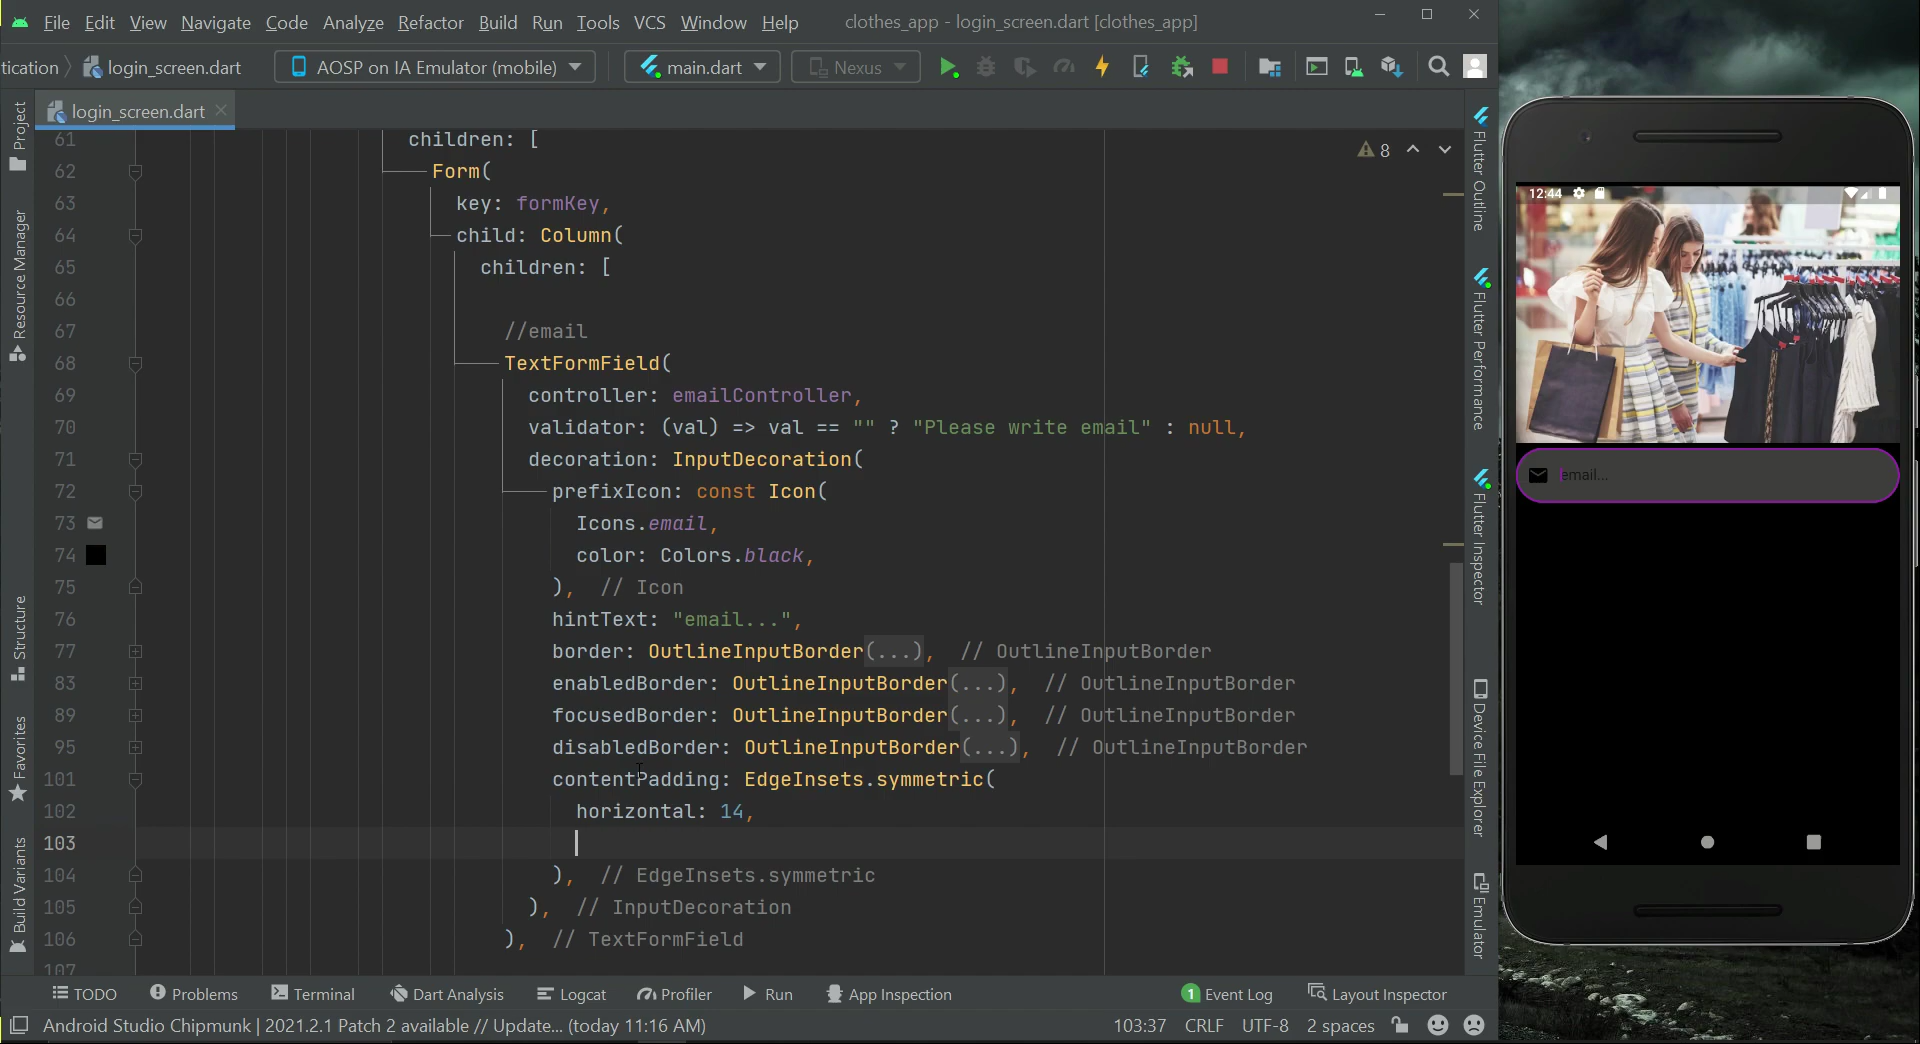 File Edit View Navigate Code Analyze Refactor Build Run Tools VCS Window Help clothes_app - login_screen.dart [clothes_app]
tication login_screen.dart AOSP on IA Emulator (mobile) main.dart Nexus
login_screen.dart
61 children: [
8
62 Form(
63 key: formKey,
64 child: Column(
65 children: [
66
67 //email
68 TextFormField(
69 controller: emailController,
70 validator: (val) => val == "" ? "Please write email" : null,
71 decoration: InputDecoration(
72 prefixIcon: const Icon(
73 Icons.email,
74 color: Colors.black,
75 ), // Icon
76 hintText: "email...",
77 border: OutlineInputBorder(...), // OutlineInputBorder
83 enabledBorder: OutlineInputBorder(...), // OutlineInputBorder
89 focusedBorder: OutlineInputBorder(...), // OutlineInputBorder
95 disabledBorder: OutlineInputBorder(...), // OutlineInputBorder
101 contentPadding: EdgeInsets.symmetric(
102 horizontal: 14,
103
104 ), // EdgeInsets.symmetric
105 ), // InputDecoration
106 ), // TextFormField
107
Project
Resource Manager
Structure
Favorites
Build Variants
Flutter Outline
Flutter Performance
Flutter Inspector
Device File Explorer
Emulator
12:44
email...
TODO Problems Terminal Dart Analysis Logcat Profiler Run App Inspection 1 Event Log Layout Inspector
Android Studio Chipmunk | 2021.2.1 Patch 2 available // Update... (today 11:16 AM) 103:37 CRLF UTF-8 2 spaces